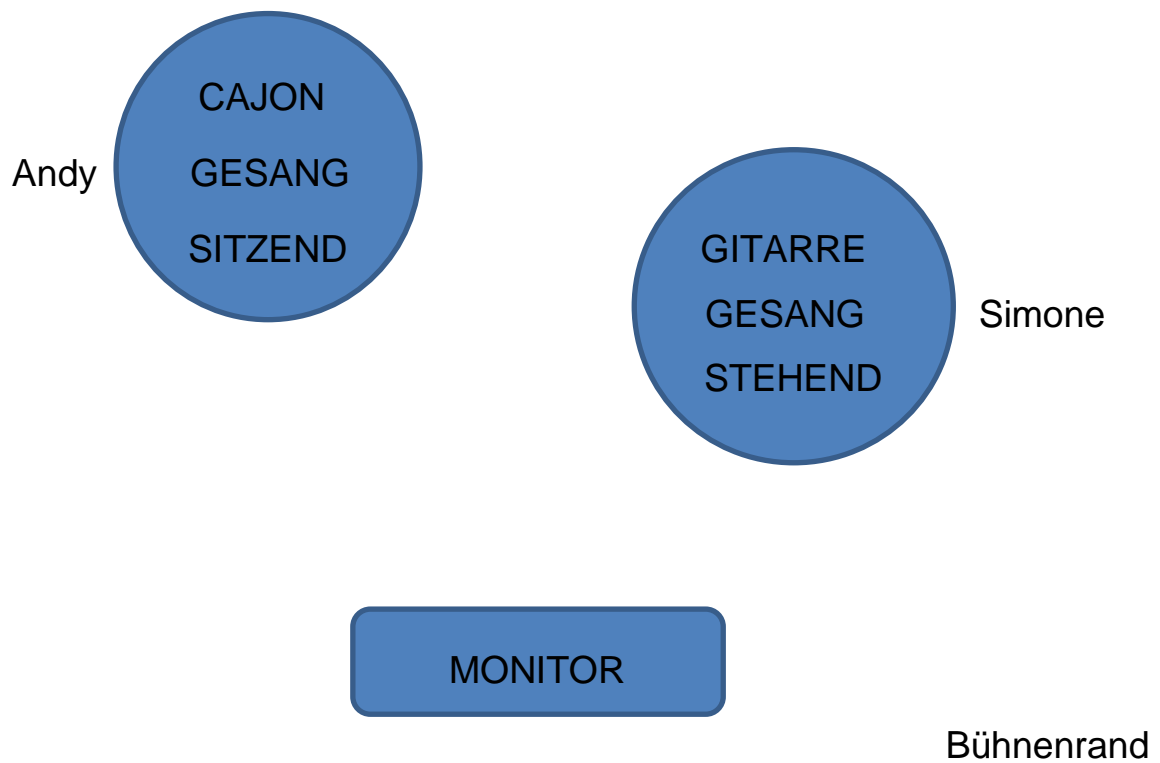 CAJON
Andy
GESANG
SITZEND
GITARRE
GESANG
Simone
STEHEND
MONITOR
Bühnenrand